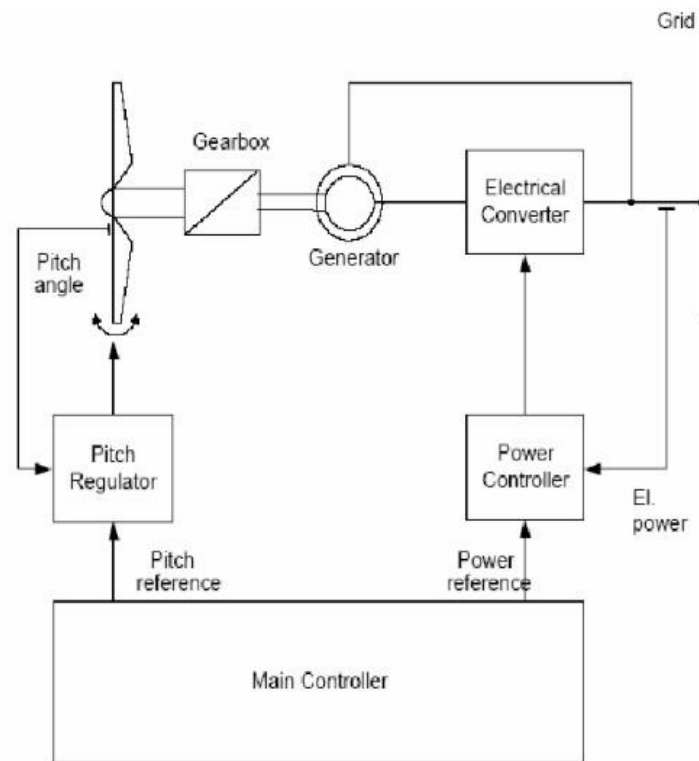 Grid
Gearbox
Electrical
Converter
Generator
Pitch
angle
Pitch
Regulator
Power
Controller
El.
power
Pitch
reference
Power
reference
Main Controller